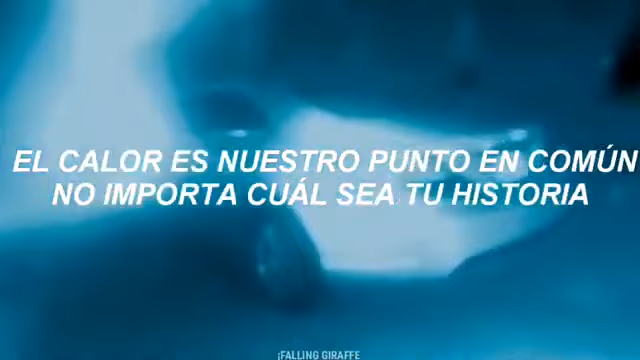 EL CALOR ES NUESTRO PUNTO EN COMÚN
NO IMPORTA CUÁL SEA TU HISTORIA
¡FALLING GIRAFFE